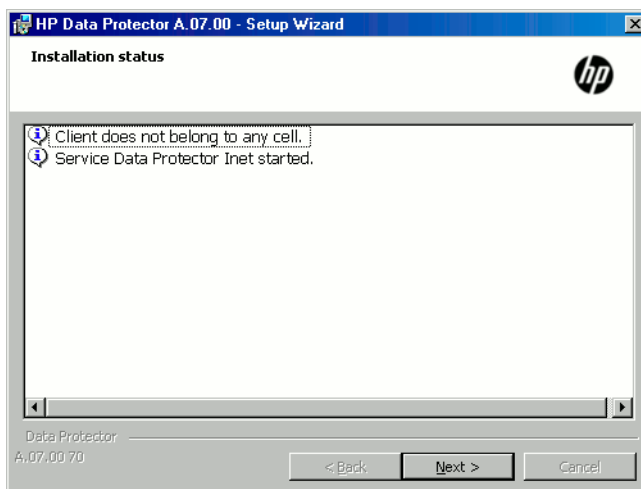 HP Data Protector A.07.00 - Setup Wizard
Installation status
hp
Client does not belong to any cell.
Service Data Protector Inet started.
Data Protector
A.07.00 70
< Back
Next >
Cancel